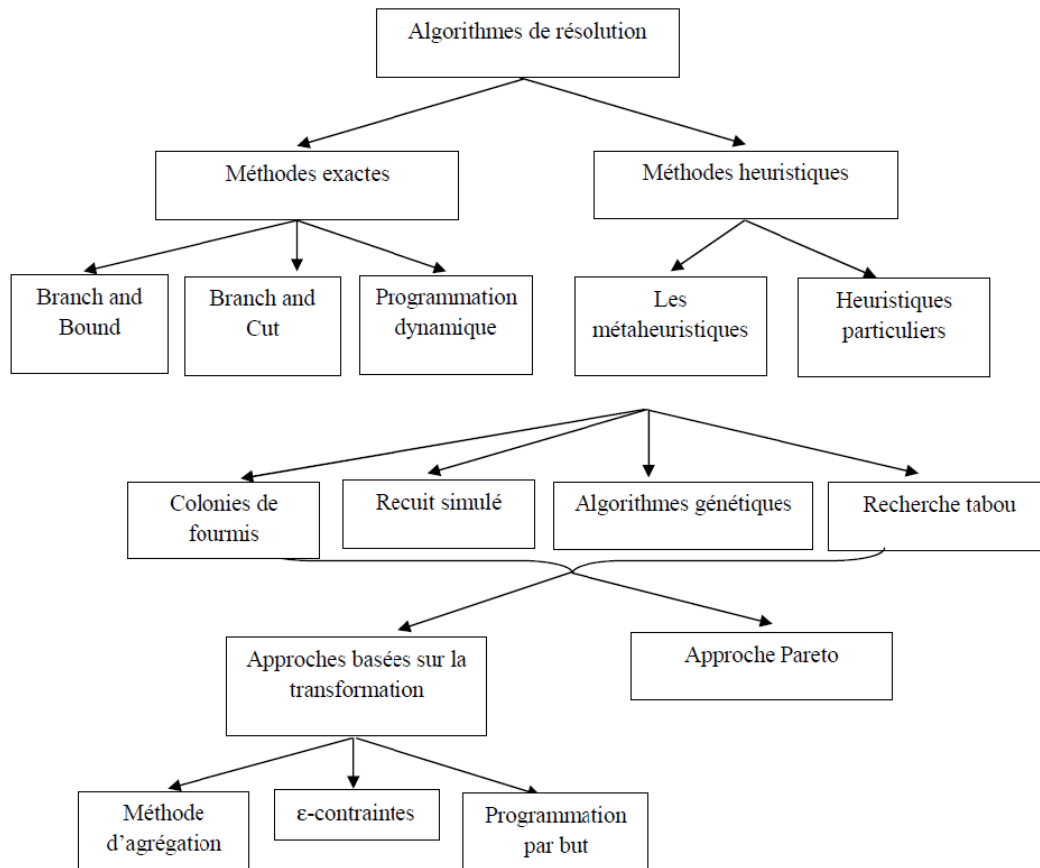 Algorithmes de résolution
Méthodes exactes
Méthodes heuristiques
Branch and
Bound
Branch and
Cut
Programmation
dynamique
Les
métaheuristiques
Heuristiques
particuliers
Colonies de
fourmis
Recuit simulé
Algorithmes génétiques
Recherche tabou
Approches basées sur la
transformation
Approche Pareto
Méthode
d’agrégation
ε-contraintes
Programmation
par but